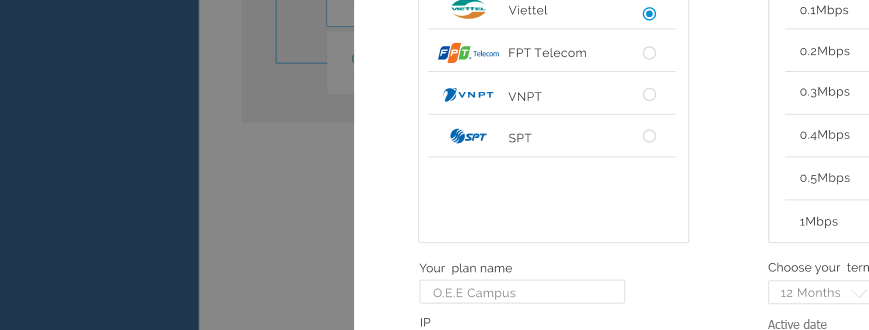 VIETTEL
Viettel
FPT Telecom
FPT Telecom
VNPT
VNPT
SPT
SPT
0.1Mbps
0.2Mbps
0.3Mbps
0.4Mbps
0.5Mbps
1Mbps
Your plan name
O.E.E Campus
IP
Choose your term
12 Months
Active date